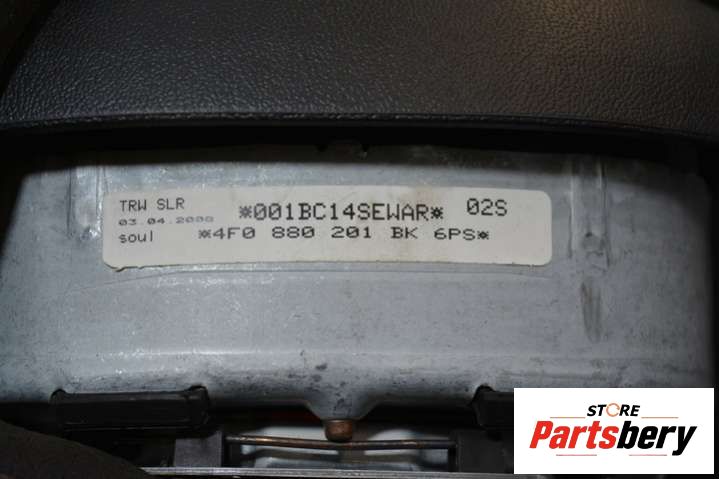 TRW SLR *001BC14SEWAR* 02S
03.04.2008
soul *4F0 880 201 BK 6PS*
STORE
Partsbery